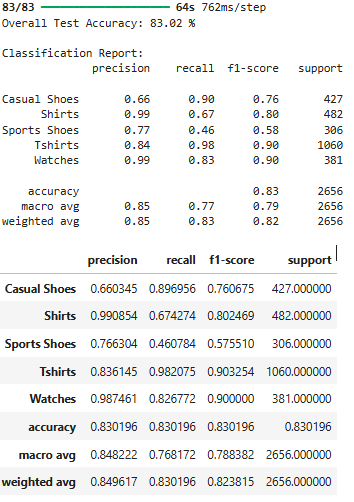 83/83 ━━━━━━━━━━━━━━━━━━━━ 64s 762ms/step
Overall Test Accuracy: 83.02 %
Classification Report:
precision recall f1-score support
Casual Shoes 0.66 0.90 0.76 427
Shirts 0.99 0.67 0.80 482
Sports Shoes 0.77 0.46 0.58 306
Tshirts 0.84 0.98 0.90 1060
Watches 0.99 0.83 0.90 381
accuracy 0.83 2656
macro avg 0.85 0.77 0.79 2656
weighted avg 0.85 0.83 0.82 2656
precision recall f1-score support
Casual Shoes 0.660345 0.896956 0.760675 427.000000
Shirts 0.990854 0.674274 0.802469 482.000000
Sports Shoes 0.766304 0.460784 0.575510 306.000000
Tshirts 0.836145 0.982075 0.903254 1060.000000
Watches 0.987461 0.826772 0.900000 381.000000
accuracy 0.830196 0.830196 0.830196 0.830196
macro avg 0.848222 0.768172 0.788382 2656.000000
weighted avg 0.849617 0.830196 0.823815 2656.000000